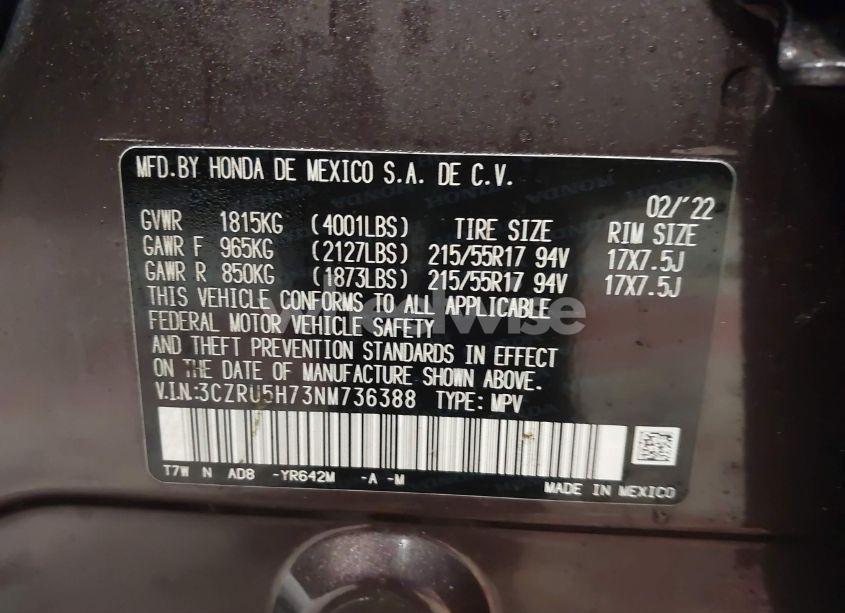 MFD.BY HONDA DE MEXICO S.A. DE C.V.
02/'22
GVWR 1815KG (4001LBS) TIRE SIZE RIM SIZE
GAWR F 965KG (2127LBS) 215/55R17 94V 17X7.5J
GAWR R 850KG (1873LBS) 215/55R17 94V 17X7.5J
THIS VEHICLE CONFORMS TO ALL APPLICABLE
FEDERAL MOTOR VEHICLE SAFETY
AND THEFT PREVENTION STANDARDS IN EFFECT
ON THE DATE OF MANUFACTURE SHOWN ABOVE.
V.I.N.:3CZRU5H73NM736388 TYPE: MPV
T7W N AD8 -YR642M -A -M
MADE IN MEXICO
wheelwise